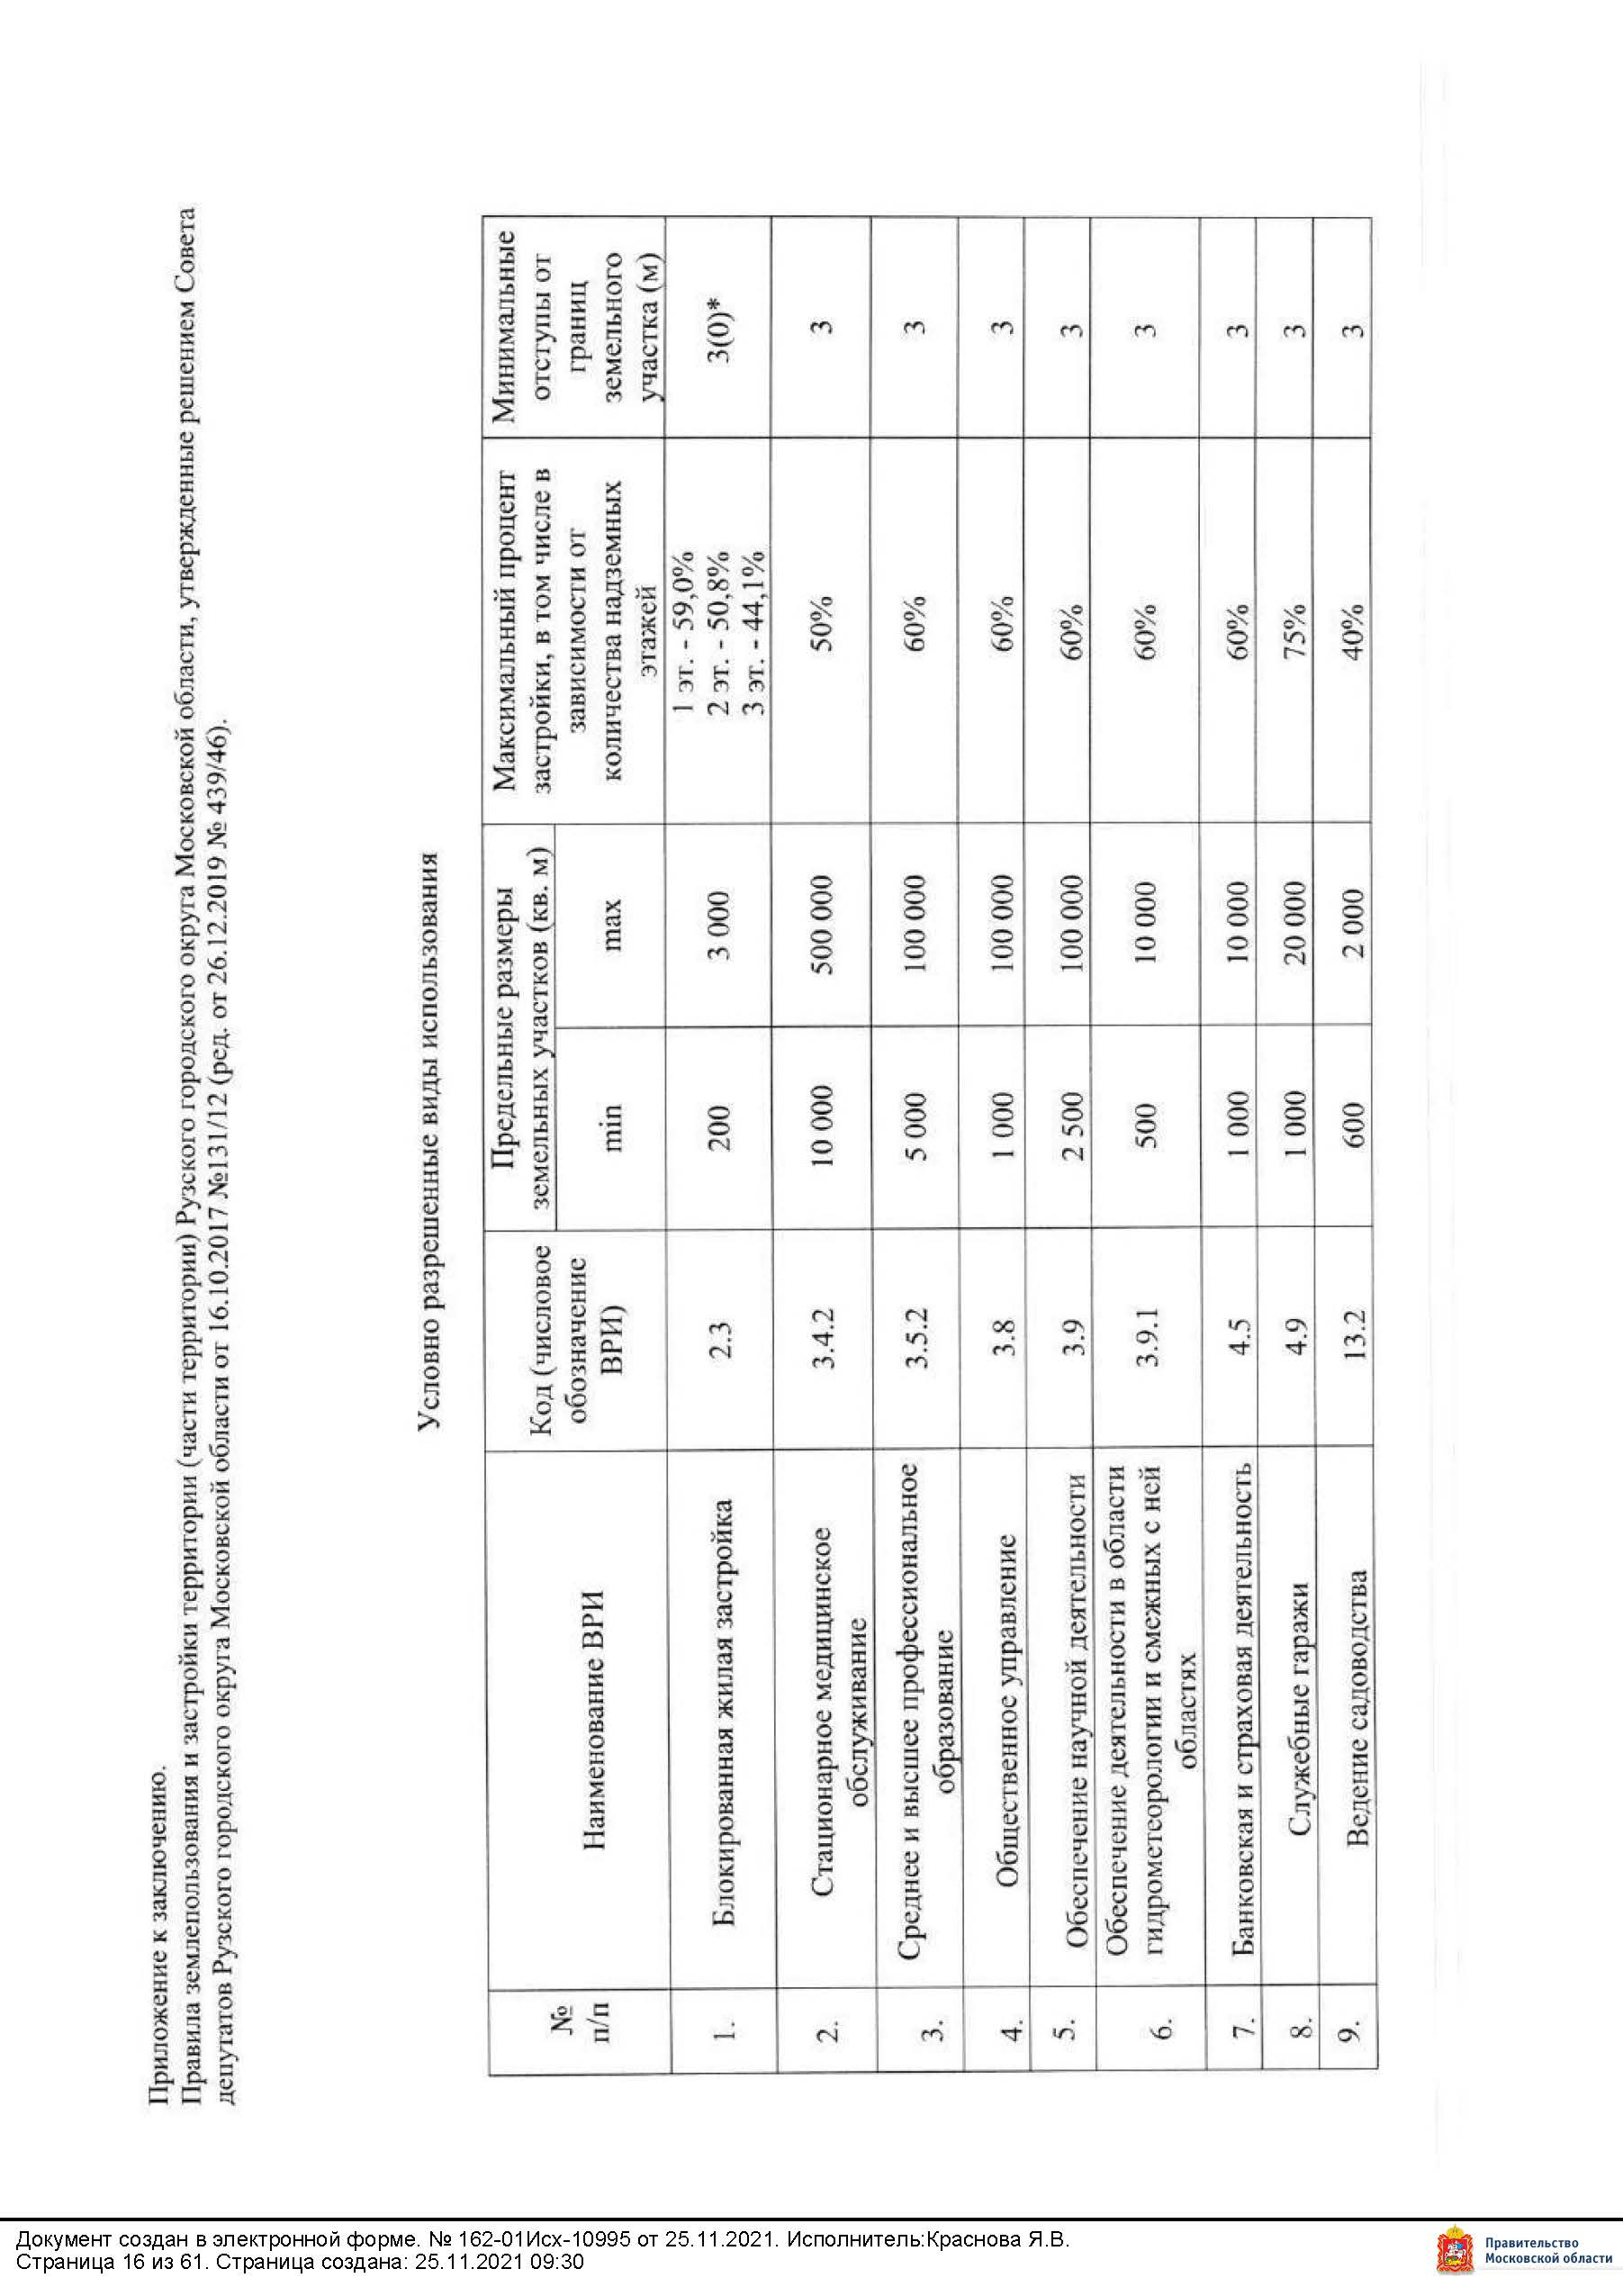 Приложение к заключению.
Правила землепользования и застройки территории (части территории) Рузского городского округа Московской области, утвержденные решением Совета
депутатов Рузского городского округа Московской области от 16.10.2017 №131/12 (ред. от 26.12.2019 № 439/46).
Условно разрешенные виды использования
№
п/п
Наименование ВРИ
Код (числовое
обозначение
ВРИ)
Предельные размеры
земельных участков (кв. м)
min
max
Максимальный процент
застройки, в том числе в
зависимости от
количества надземных
этажей
Минимальные
отступы от
границ
земельного
участка (м)
1. Блокированная жилая застройка 2.3 200 3 000
1 эт. - 59,0%
2 эт. - 50,8%
3 эт. - 44,1%
3(0)*
2. Стационарное медицинское
обслуживание
3.4.2 10 000 500 000 50% 3
3. Среднее и высшее профессиональное
образование
3.5.2 5 000 100 000 60% 3
4. Общественное управление 3.8 1 000 100 000 60% 3
5. Обеспечение научной деятельности 3.9 2 500 100 000 60% 3
6. Обеспечение деятельности в области
гидрометеорологии и смежных с ней
областях
3.9.1 500 10 000 60% 3
7. Банковская и страховая деятельность 4.5 1 000 10 000 60% 3
8. Служебные гаражи 4.9 1 000 20 000 75% 3
9. Ведение садоводства 13.2 600 2 000 40% 3
Документ создан в электронной форме. № 162-01Исх-10995 от 25.11.2021. Исполнитель:Краснова Я.В.
Страница 16 из 61. Страница создана: 25.11.2021 09:30
Правительство
Московской области